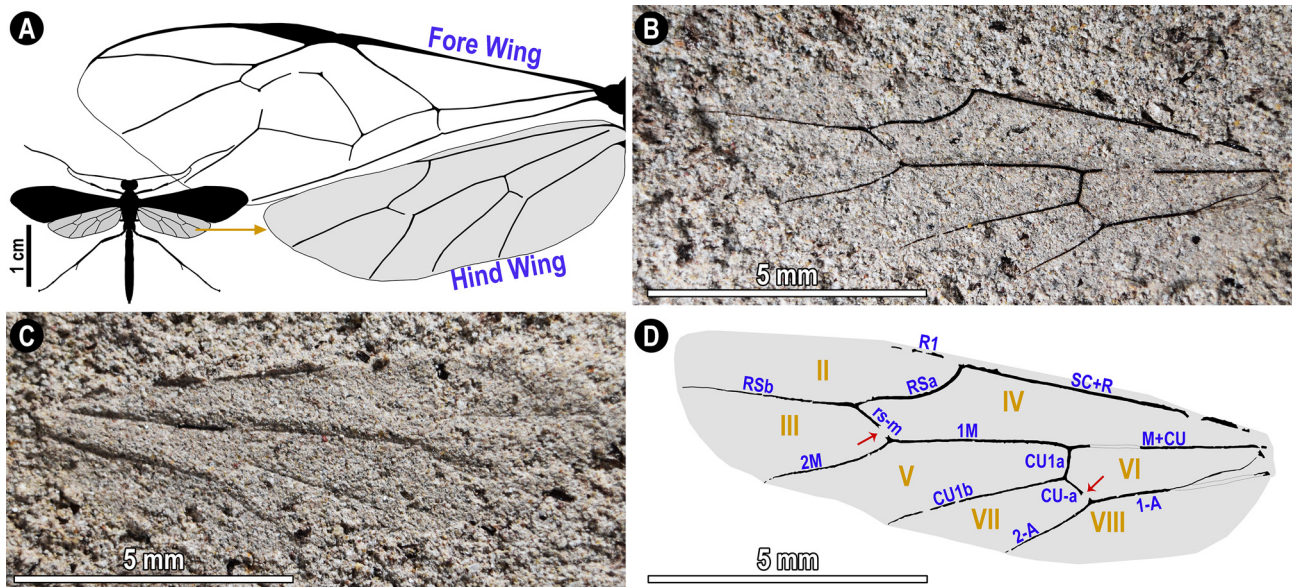 A
Fore Wing
1 cm
Hind Wing
B
5 mm
C
5 mm
D
R1
II
RSb
RSa
SC+R
IV
rs-m
III
1M
M+CU
2M
CU1a
VI
V
CU1b
CU-a
1-A
VII
VIII
2-A
5 mm